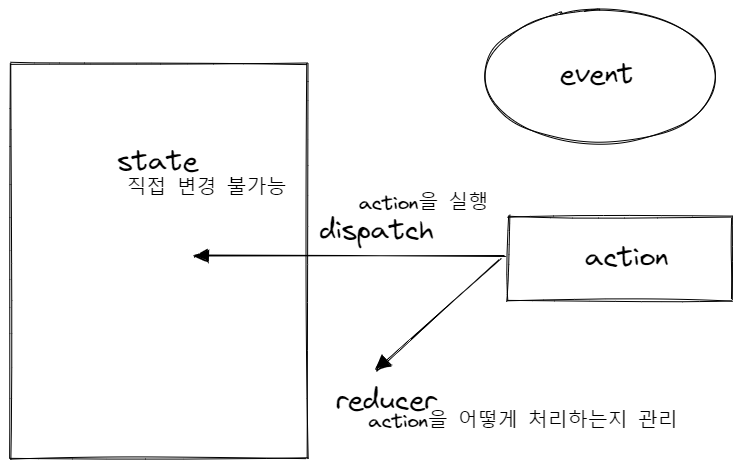 event
state
직접 변경 불가능
action을 실행
dispatch
action
reducer
action을 어떻게 처리하는지 관리